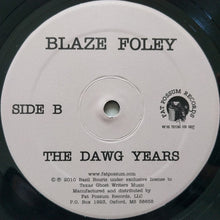 BLAZE FOLEY
SIDE B
FAT POSSUM RECORDS
WE'RE TRYING OUR BEST
THE DAWG YEARS
www.fatpossum.com
℗ © 2010 Basil Bouris under exclusive license to
Texas Ghost Writers Music
Manufactured and distributed by
Fat Possum Records, LLC/
P.O. Box 1923, Oxford, MS 38655